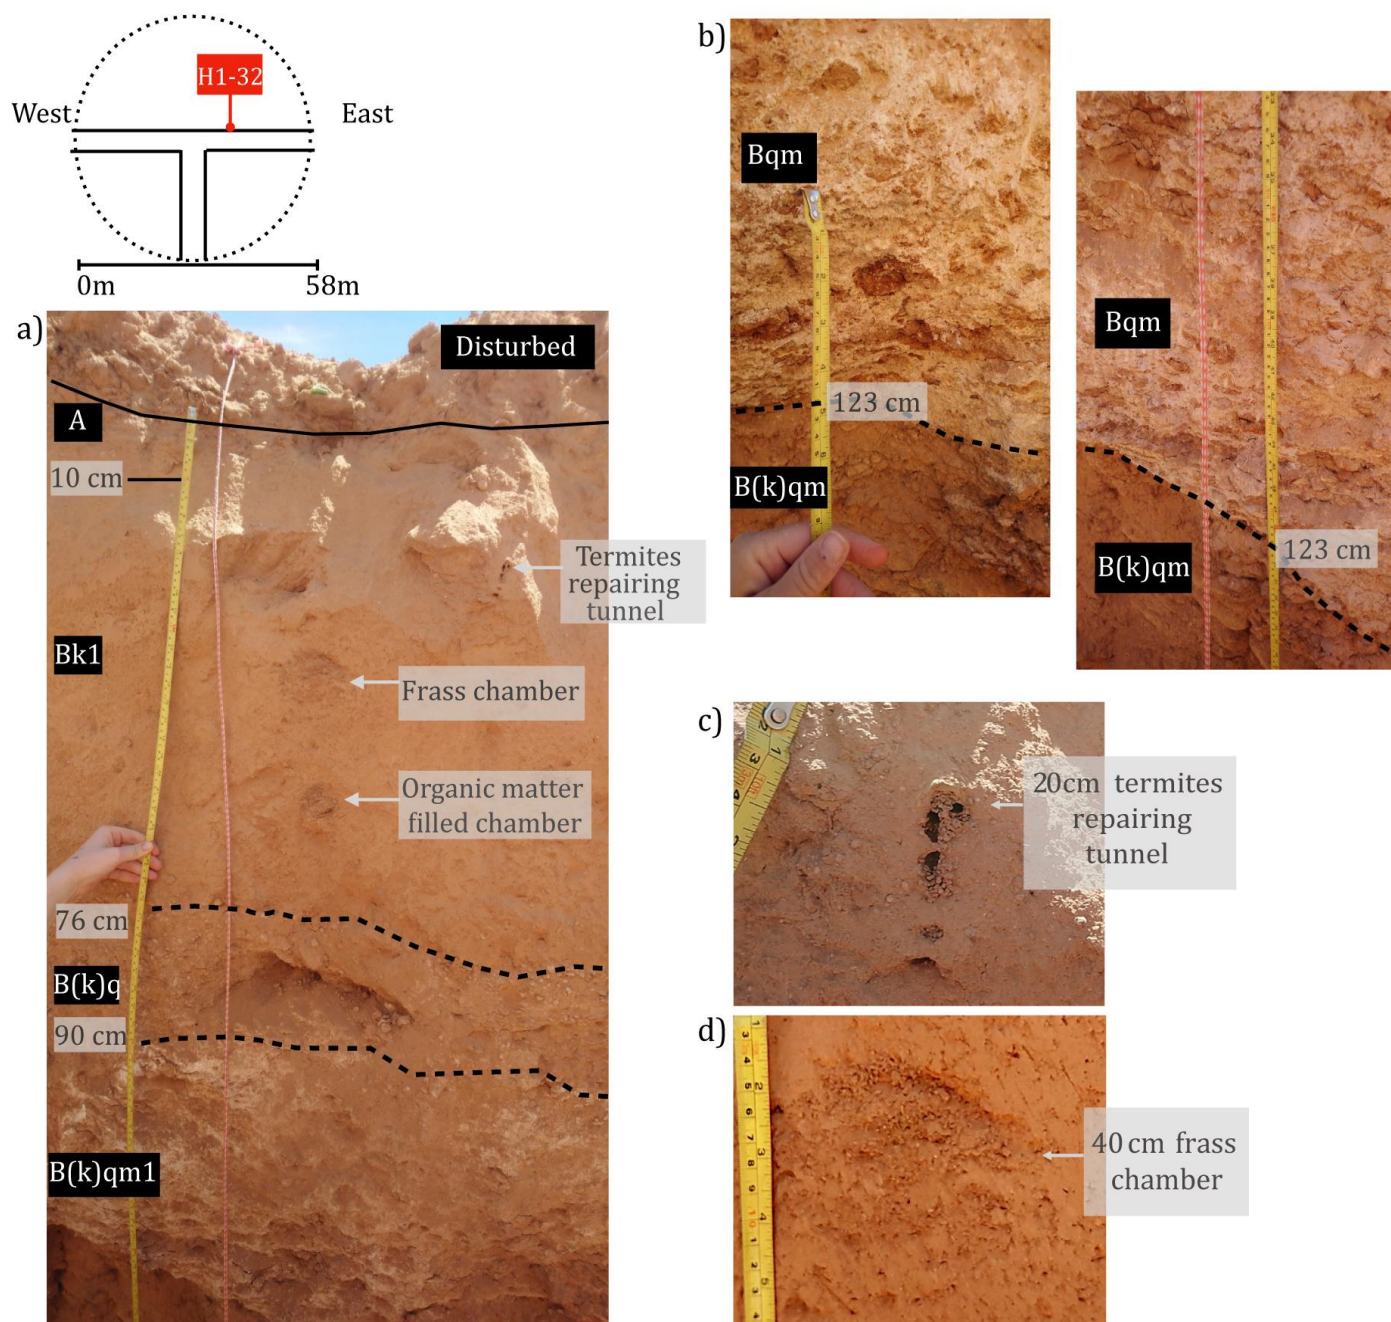 H1-32
West
East
0m
58m
a)
Disturbed
A
10 cm
Termites
repairing
tunnel
Bk1
Frass chamber
Organic matter
filled chamber
76 cm
B(k)q
90 cm
B(k)qm1
b)
Bqm
123 cm
B(k)qm
Bqm
123 cm
B(k)qm
c)
20cm termites
repairing
tunnel
d)
40 cm frass
chamber